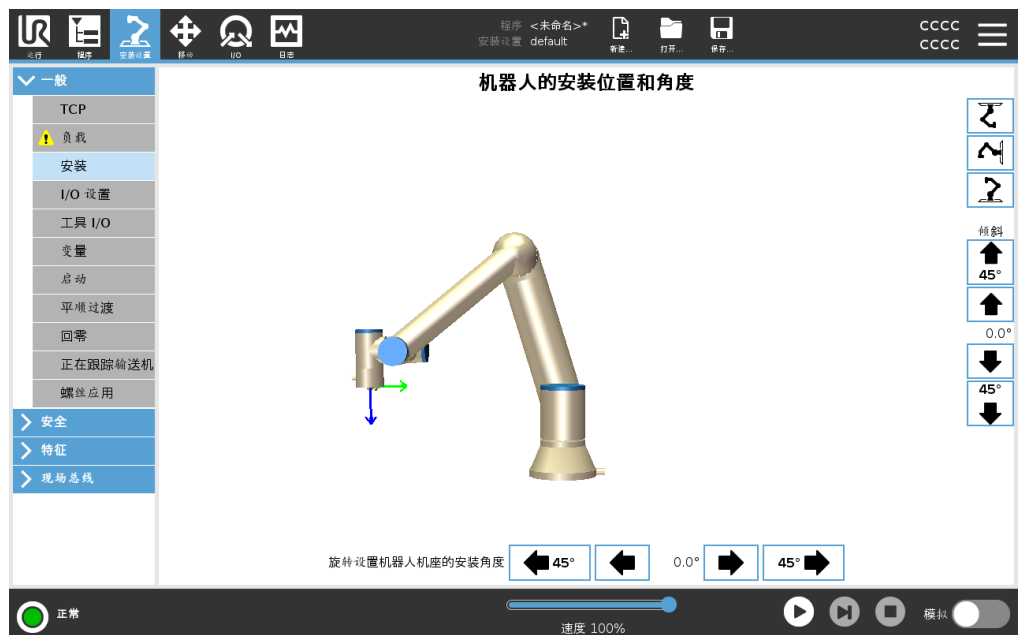 UR
运行
程序
安装设置
移动
I/O
日志
程序 <未命名>*
安装设置 default
新建...
打开...
保存...
CCCC
CCCC
一般
TCP
负载
安装
I/O 设置
工具 I/O
变量
启动
平顺过渡
回零
正在跟踪输送机
螺丝应用
安全
特征
现场总线
机器人的安装位置和角度
倾斜
45°
0.0°
45°
旋转设置机器人机座的安装角度
45°
0.0°
45°
正常
速度 100%
模拟